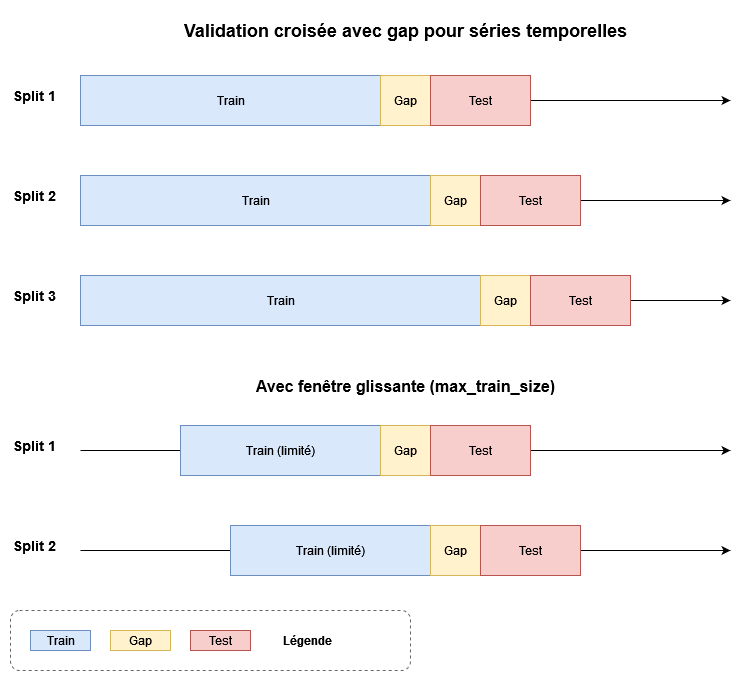 Validation croisée avec gap pour séries temporelles
Split 1
Train
Gap
Test
Split 2
Train
Gap
Test
Split 3
Train
Gap
Test
Avec fenêtre glissante (max_train_size)
Split 1
Train (limité)
Gap
Test
Split 2
Train (limité)
Gap
Test
Train
Gap
Test
Légende